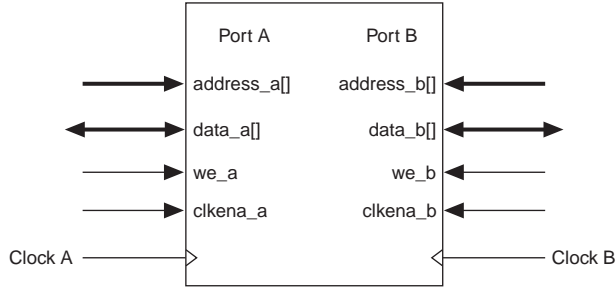 Port A Port B
address_a[] address_b[]
data_a[] data_b[]
we_a we_b
clkena_a clkena_b
Clock A Clock B